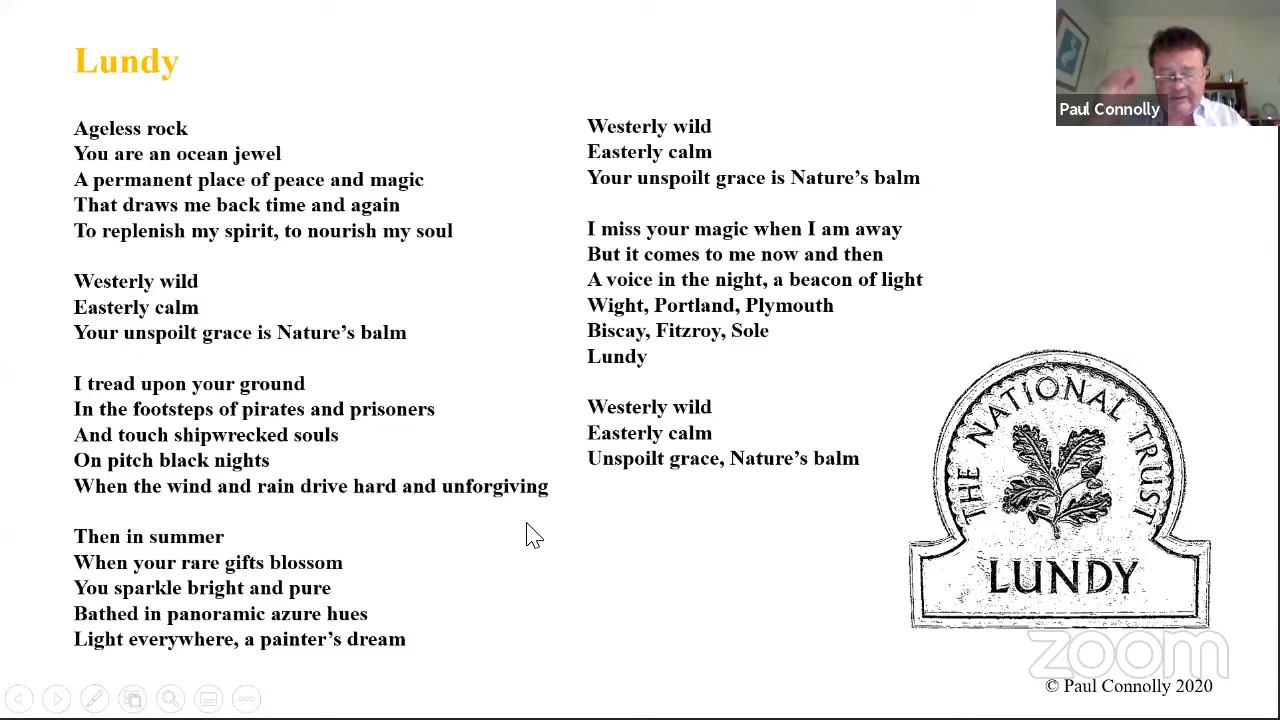 Lundy
Ageless rock
You are an ocean jewel
A permanent place of peace and magic
That draws me back time and again
To replenish my spirit, to nourish my soul
Westerly wild
Easterly calm
Your unspoilt grace is Nature’s balm
I tread upon your ground
In the footsteps of pirates and prisoners
And touch shipwrecked souls
On pitch black nights
When the wind and rain drive hard and unforgiving
Then in summer
When your rare gifts blossom
You sparkle bright and pure
Bathed in panoramic azure hues
Light everywhere, a painter’s dream
Westerly wild
Easterly calm
Your unspoilt grace is Nature’s balm
I miss your magic when I am away
But it comes to me now and then
A voice in the night, a beacon of light
Wight, Portland, Plymouth
Biscay, Fitzroy, Sole
Lundy
Westerly wild
Easterly calm
Unspoilt grace, Nature’s balm
Paul Connolly
THE NATIONAL TRUST
LUNDY
zoom
© Paul Connolly 2020